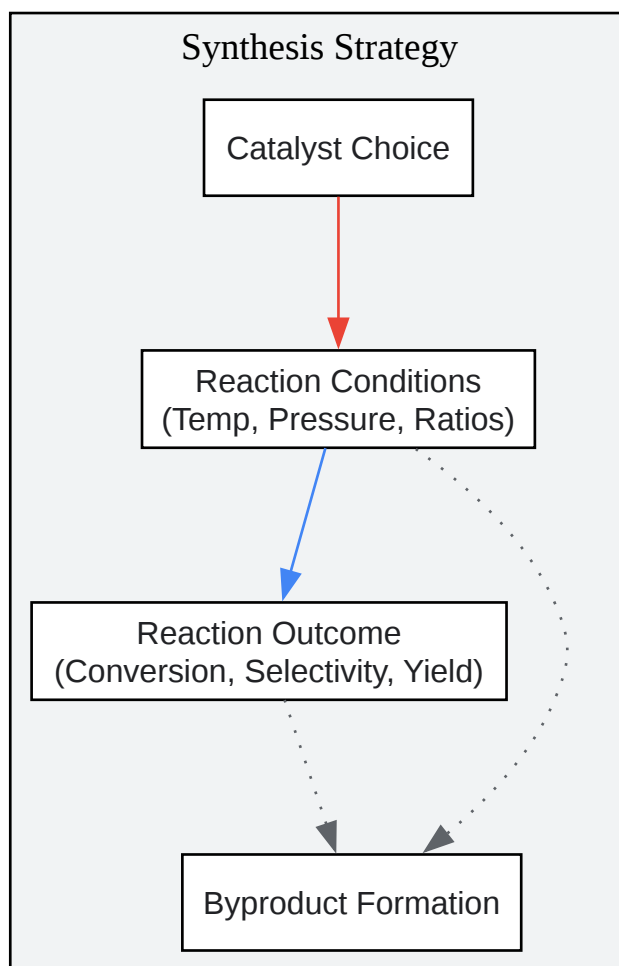 Synthesis Strategy
Catalyst Choice
Reaction Conditions
(Temp, Pressure, Ratios)
Reaction Outcome
(Conversion, Selectivity, Yield)
Byproduct Formation